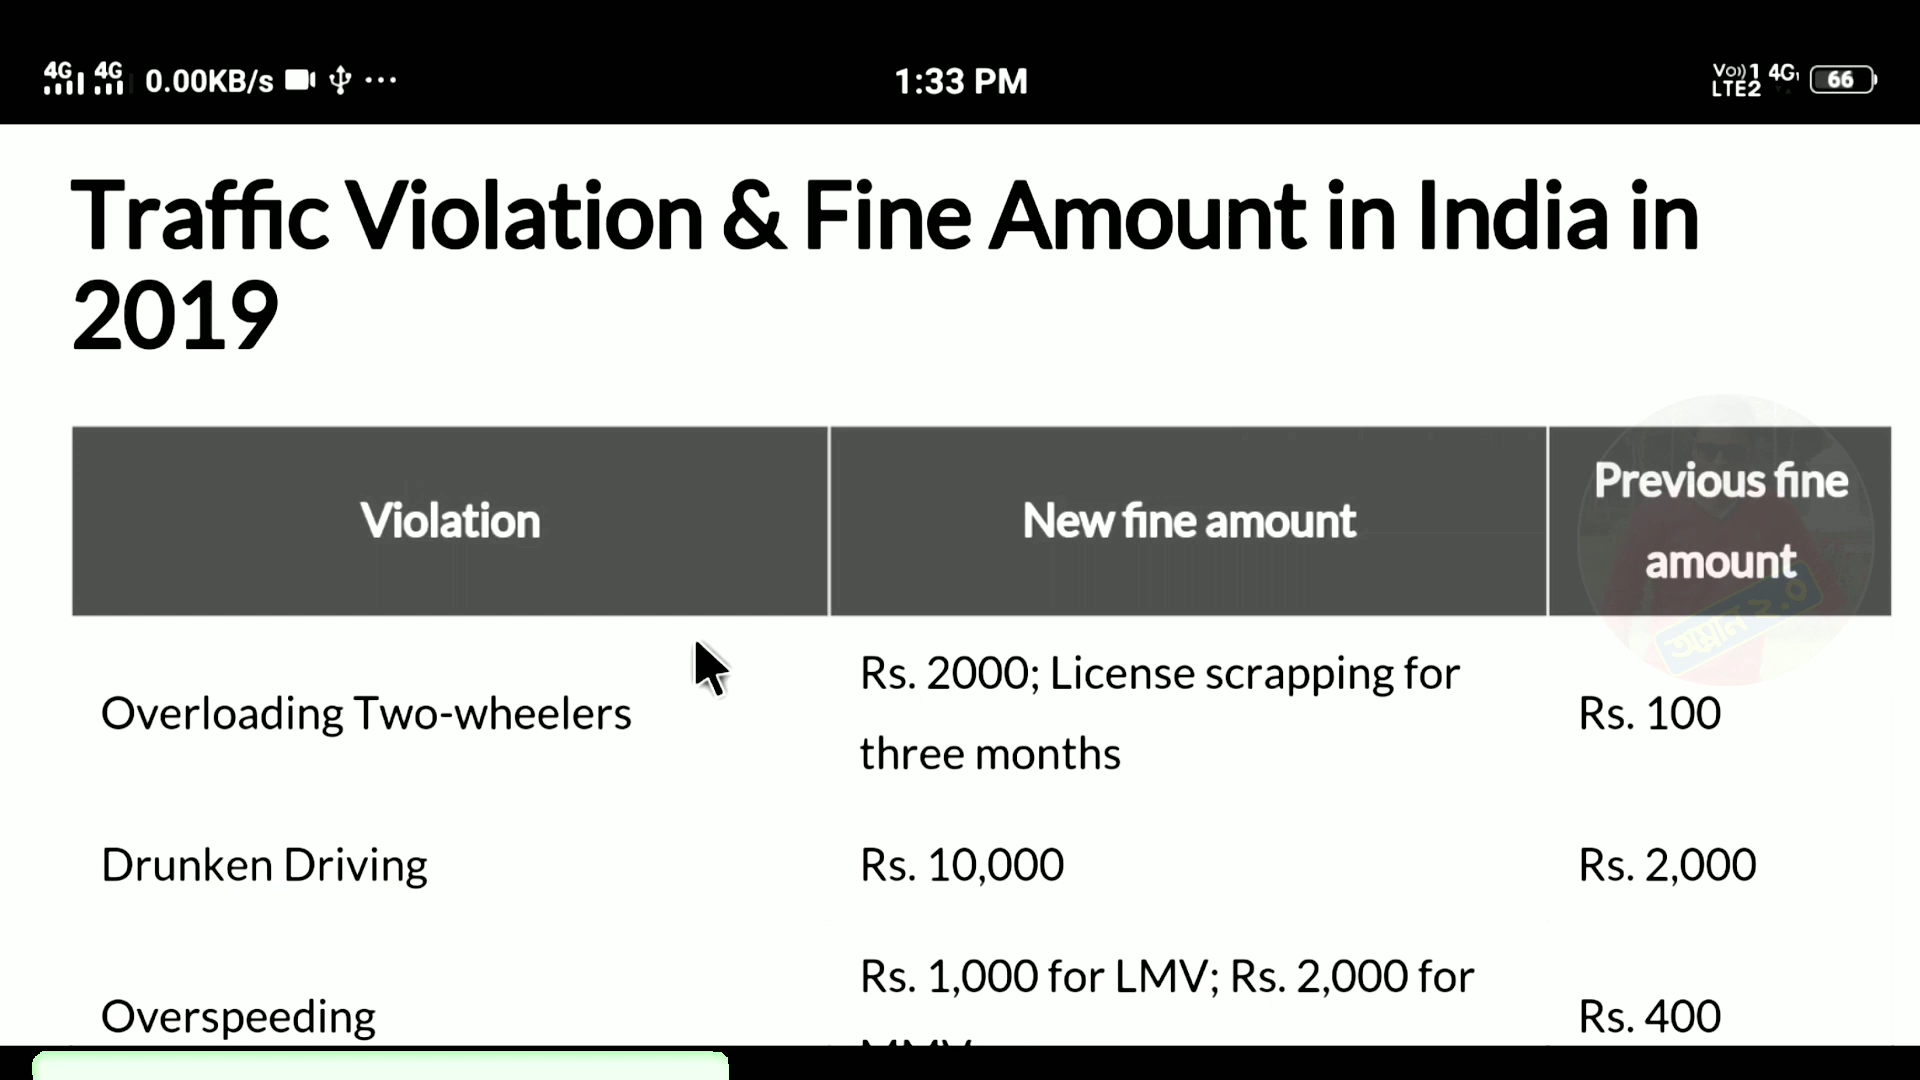 4G 4G 0.00KB/s ... 1:33 PM Vo)) 1 LTE2 4G 66
Traffic Violation & Fine Amount in India in
2019
Violation
New fine amount
Previous fine
amount
Overloading Two-wheelers
Rs. 2000; License scrapping for
three months
Rs. 100
Drunken Driving
Rs. 10,000
Rs. 2,000
Overspeeding
Rs. 1,000 for LMV; Rs. 2,000 for
Rs. 400